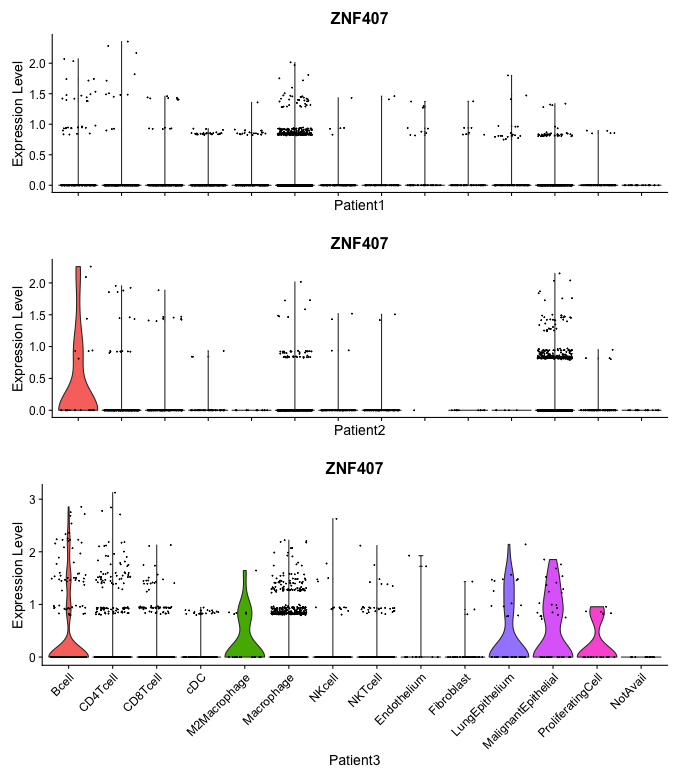 ZNF407
Expression Level
2.0
1.5
1.0
0.5
0.0
Patient1
ZNF407
Expression Level
2.0
1.5
1.0
0.5
0.0
Patient2
ZNF407
Expression Level
3
2
1
0
Bcell
CD4Tcell
CD8Tcell
cDC
M2Macrophage
Macrophage
NKcell
NKTcell
Endothelium
Fibroblast
LungEpithelium
MalignantEpithelial
ProliferatingCell
NotAvail
Patient3